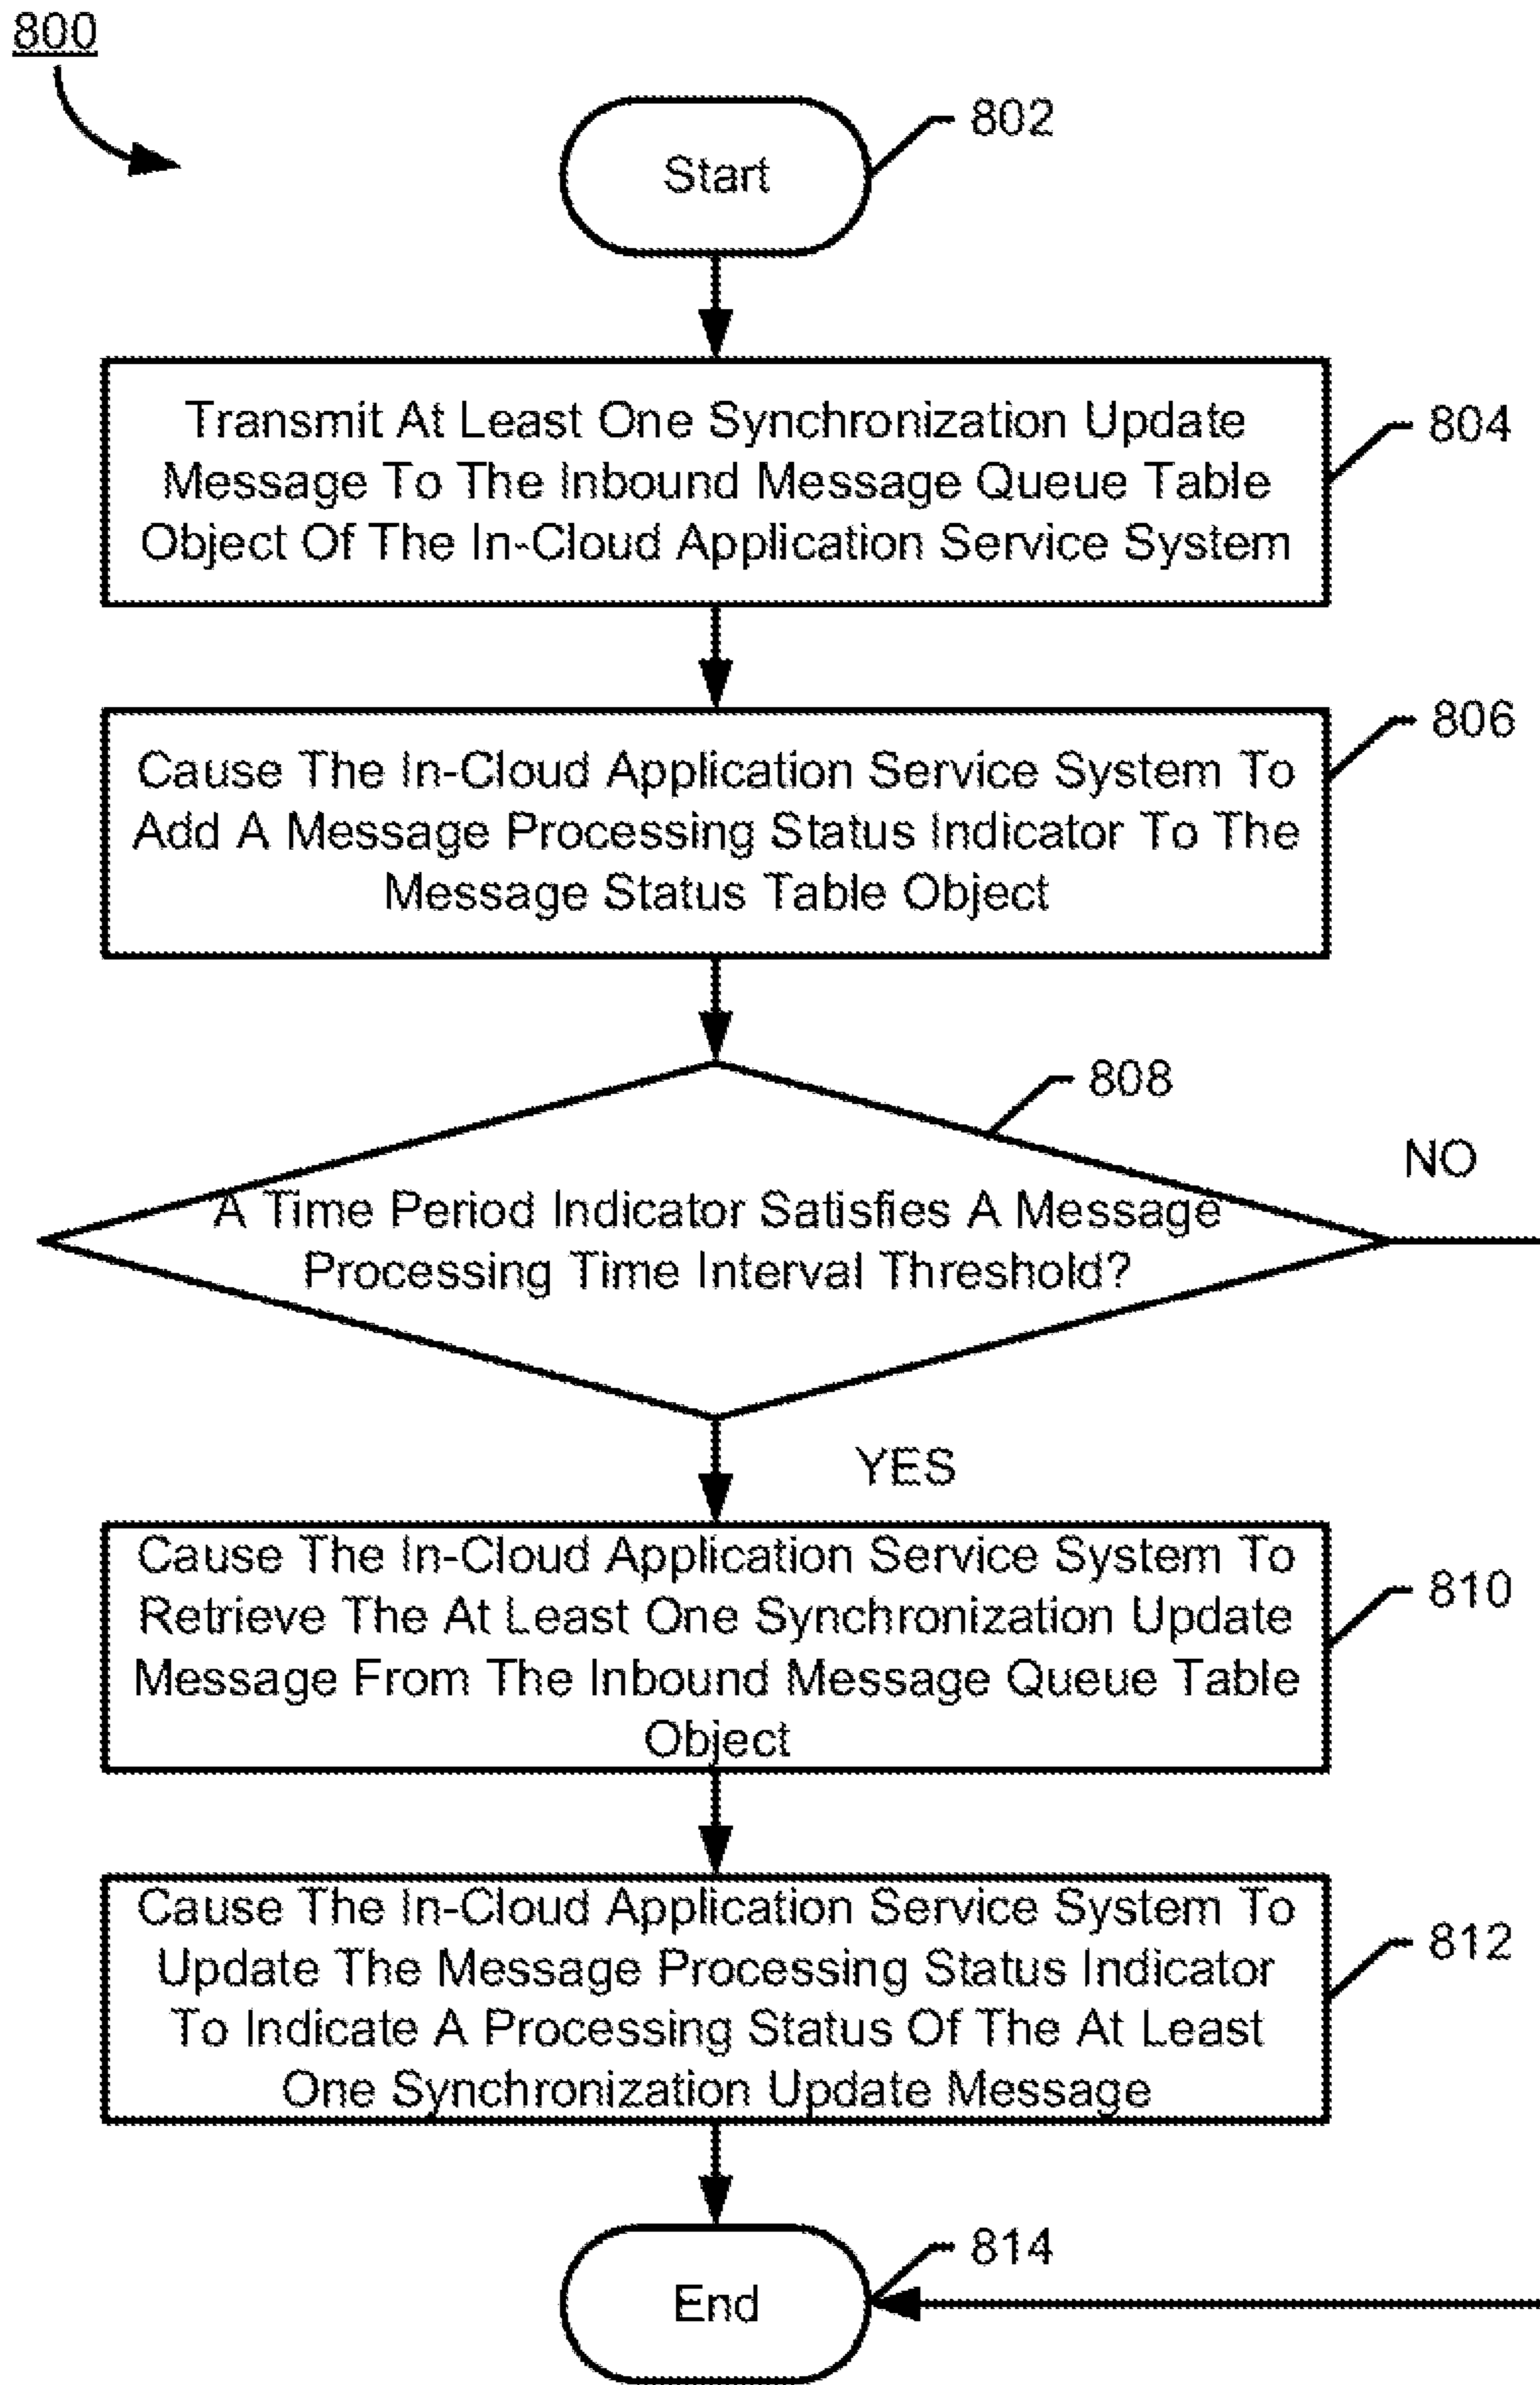 800
802
Start
804
Transmit At Least One Synchronization Update
Message To The Inbound Message Queue Table
Object Of The In-Cloud Application Service System
806
Cause The In-Cloud Application Service System To
Add A Message Processing Status Indicator To The
Message Status Table Object
808
NO
A Time Period Indicator Satisfies A Message
Processing Time Interval Threshold?
YES
Cause The In-Cloud Application Service System To
Retrieve The At Least One Synchronization Update
Message From The Inbound Message Queue Table
Object
810
Cause The In-Cloud Application Service System To
Update The Message Processing Status Indicator
To Indicate A Processing Status Of The At Least
One Synchronization Update Message
812
814
End